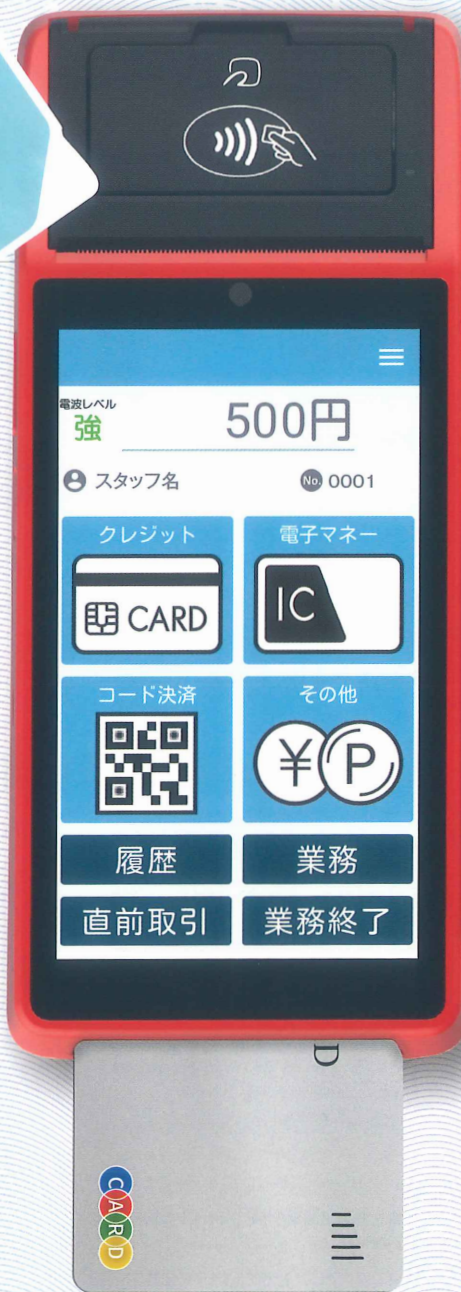 電波レベル
強
500円
スタッフ名
No. 0001
クレジット
電子マネー
CARD
IC
コード決済
その他
¥ P
履歴
業務
直前取引
業務終了
D
CARD